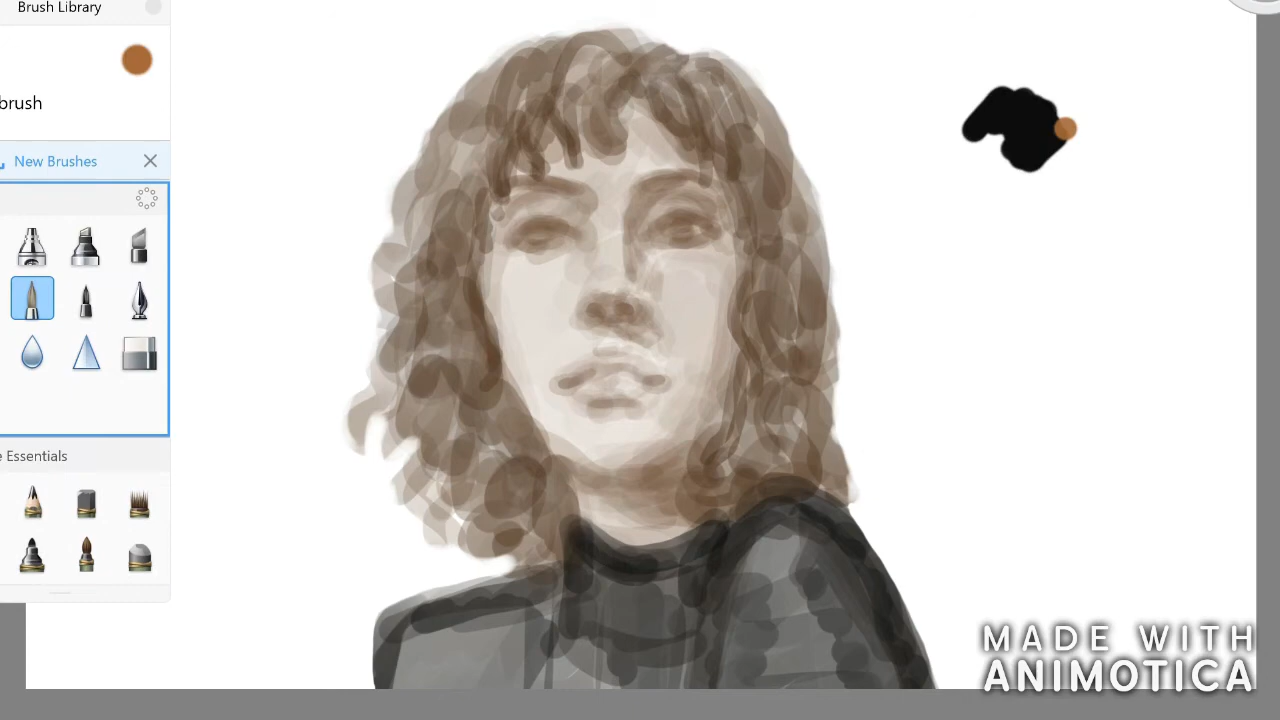 Brush Library
brush
New Brushes
Essentials
MADE WITH
ANIMOTICA